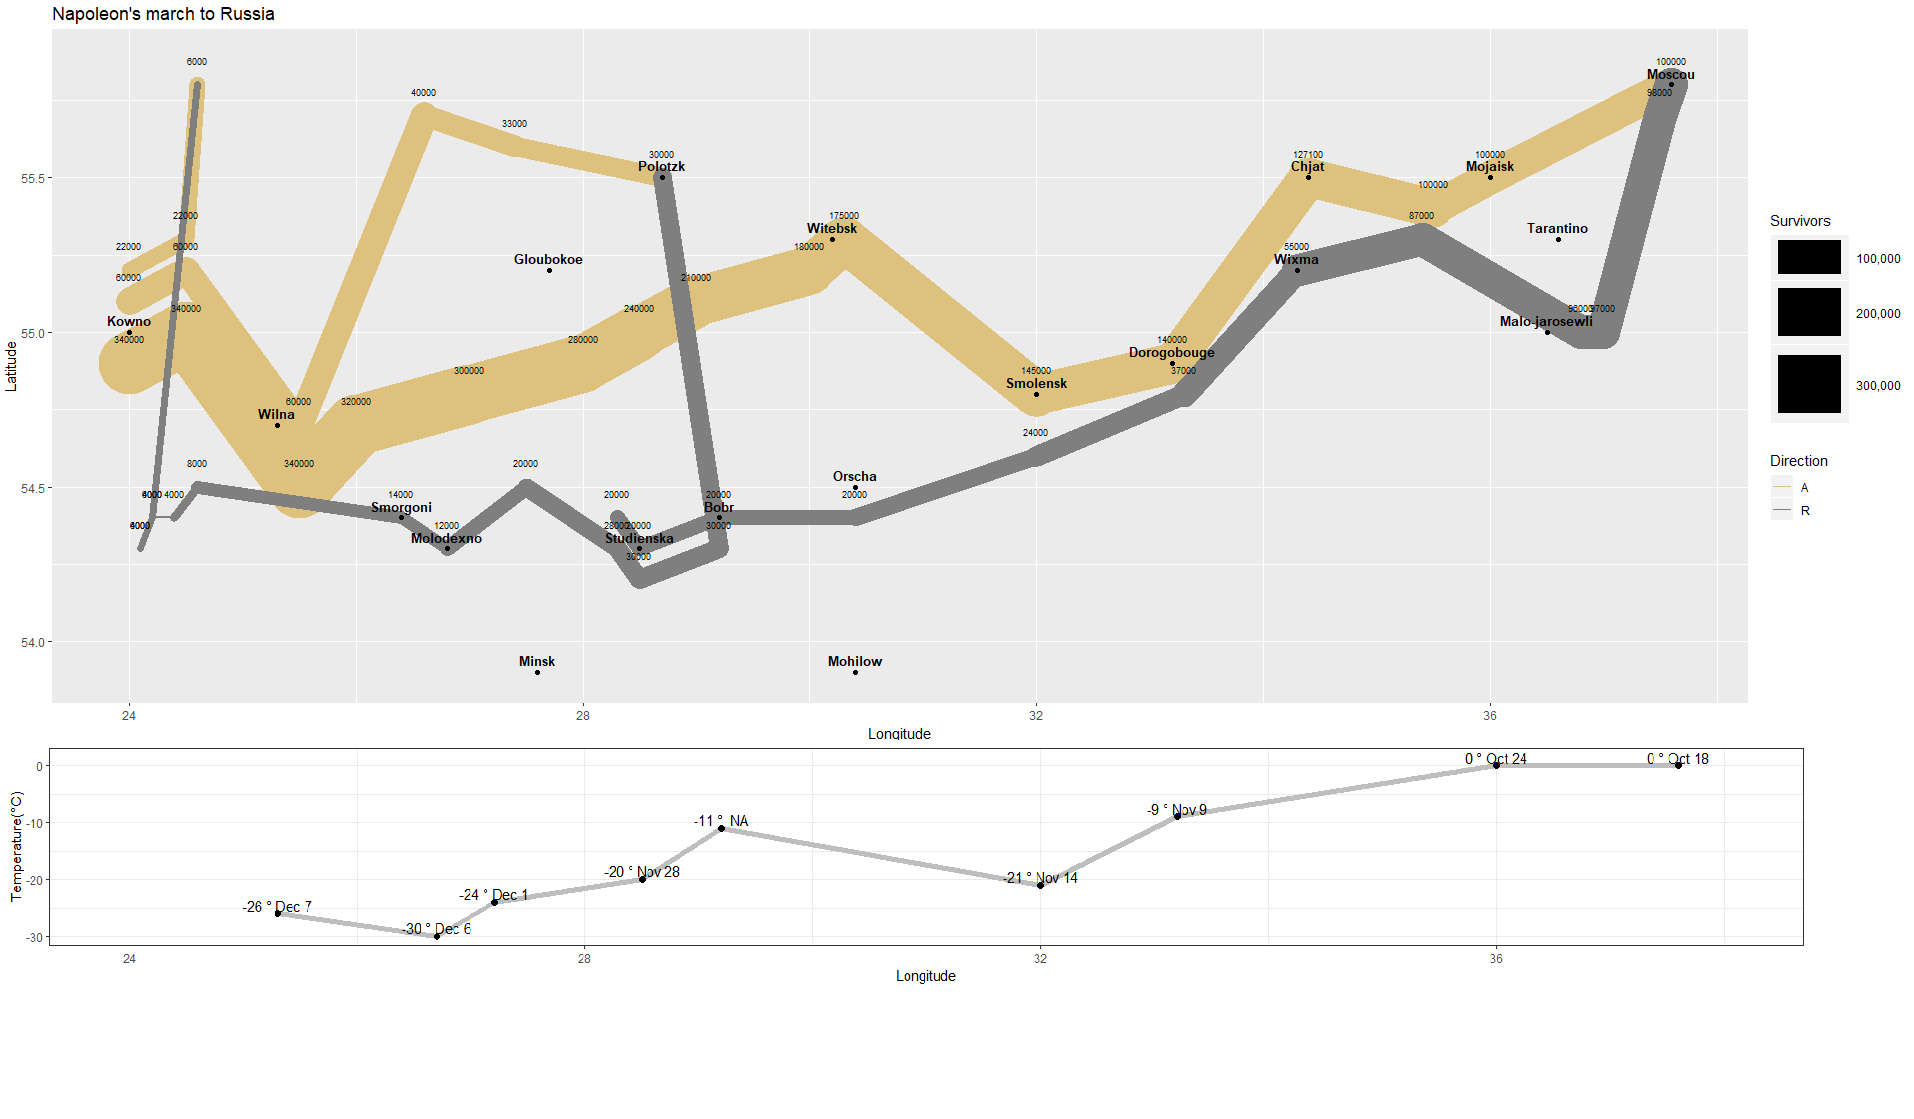 Napoleon's march to Russia
6000
100000
Moscou
40000
98000
33000
30000
127100
100000
Polotzk
Chjat
Mojaisk
55.5
100000
22000
175000
87000
Witebsk
Tarantino
22000
60000
180000
55000
Gloubokoe
Wixma
60000
210000
340000
240000
97000
Kowno
Malo-jarosewli
55.0
340000
280000
140000
Dorogobouge
300000
145000
37000
Smolensk
60000
320000
Wilna
24000
8000
340000
20000
Orscha
54.5
4000
14000
20000
20000
20000
Smorgoni
Bobr
12000
30000
Molodexno
Studienska
30000
54.0
Minsk
Mohilow
24
28
32
36
Longitude
Latitude
Survivors
100,000
200,000
300,000
Direction
A
R
0 ° Oct 24
0 ° Oct 18
0
-9 ° Nov 9
-10
-11 ° NA
-20 ° Nov 28
-21 ° Nov 14
-20
-24 ° Dec 1
-26 ° Dec 7
-30 ° Dec 6
-30
24
28
32
36
Longitude
Temperature(°C)